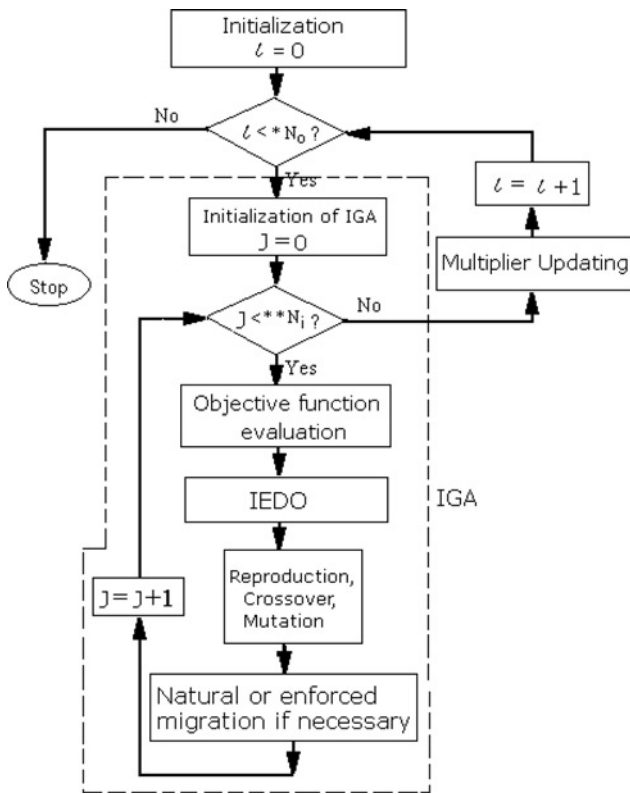 Initialization
ℓ = 0
No
ℓ < *No ?
Yes
ℓ = ℓ +1
Initialization of IGA
J = 0
Multiplier Updating
Stop
J < **Ni ?
No
Yes
Objective function
evaluation
IEDO
IGA
Reproduction,
Crossover,
Mutation
J = J+1
Natural or enforced
migration if necessary